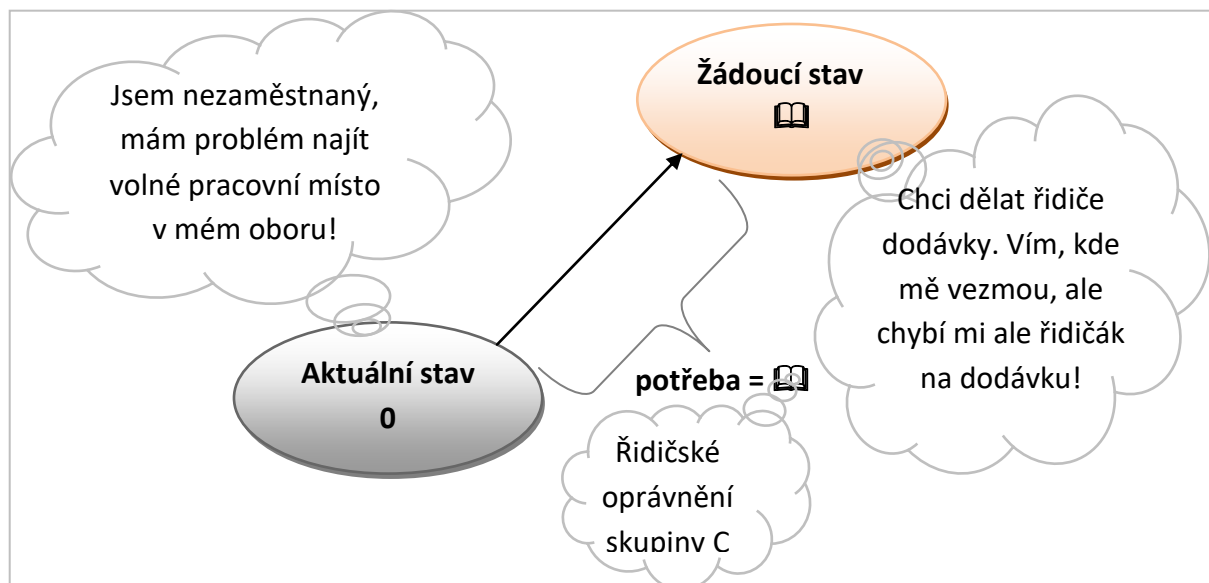 Jsem nezaměstnaný,
mám problém najít
volné pracovní místo
v mém oboru!
Žádoucí stav
🕮
Chci dělat řidiče
dodávky. Vím, kde
mě vezmou, ale
chybí mi ale řidičák
na dodávku!
Aktuální stav
0
potřeba = 🕮
Řidičské
oprávnění
skupiny C